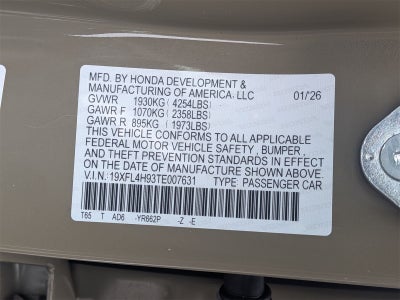 MFD. BY HONDA DEVELOPMENT &
MANUFACTURING OF AMERICA, LLC 01/'26
GVWR 1930KG(4254LBS)
GAWR F 1070KG(2358LBS)
GAWR R 895KG (1973LBS)
THIS VEHICLE CONFORMS TO ALL APPLICABLE
FEDERAL MOTOR VEHICLE SAFETY, BUMPER,
AND THEFT PREVENTION STANDARDS IN EFFECT
ON THE DATE OF MANUFACTURE SHOWN ABOVE.
V.I.N: 19XFL4H93TE007631 TYPE PASSENGER CAR
T65 T AD6 -YR662P -Z -E